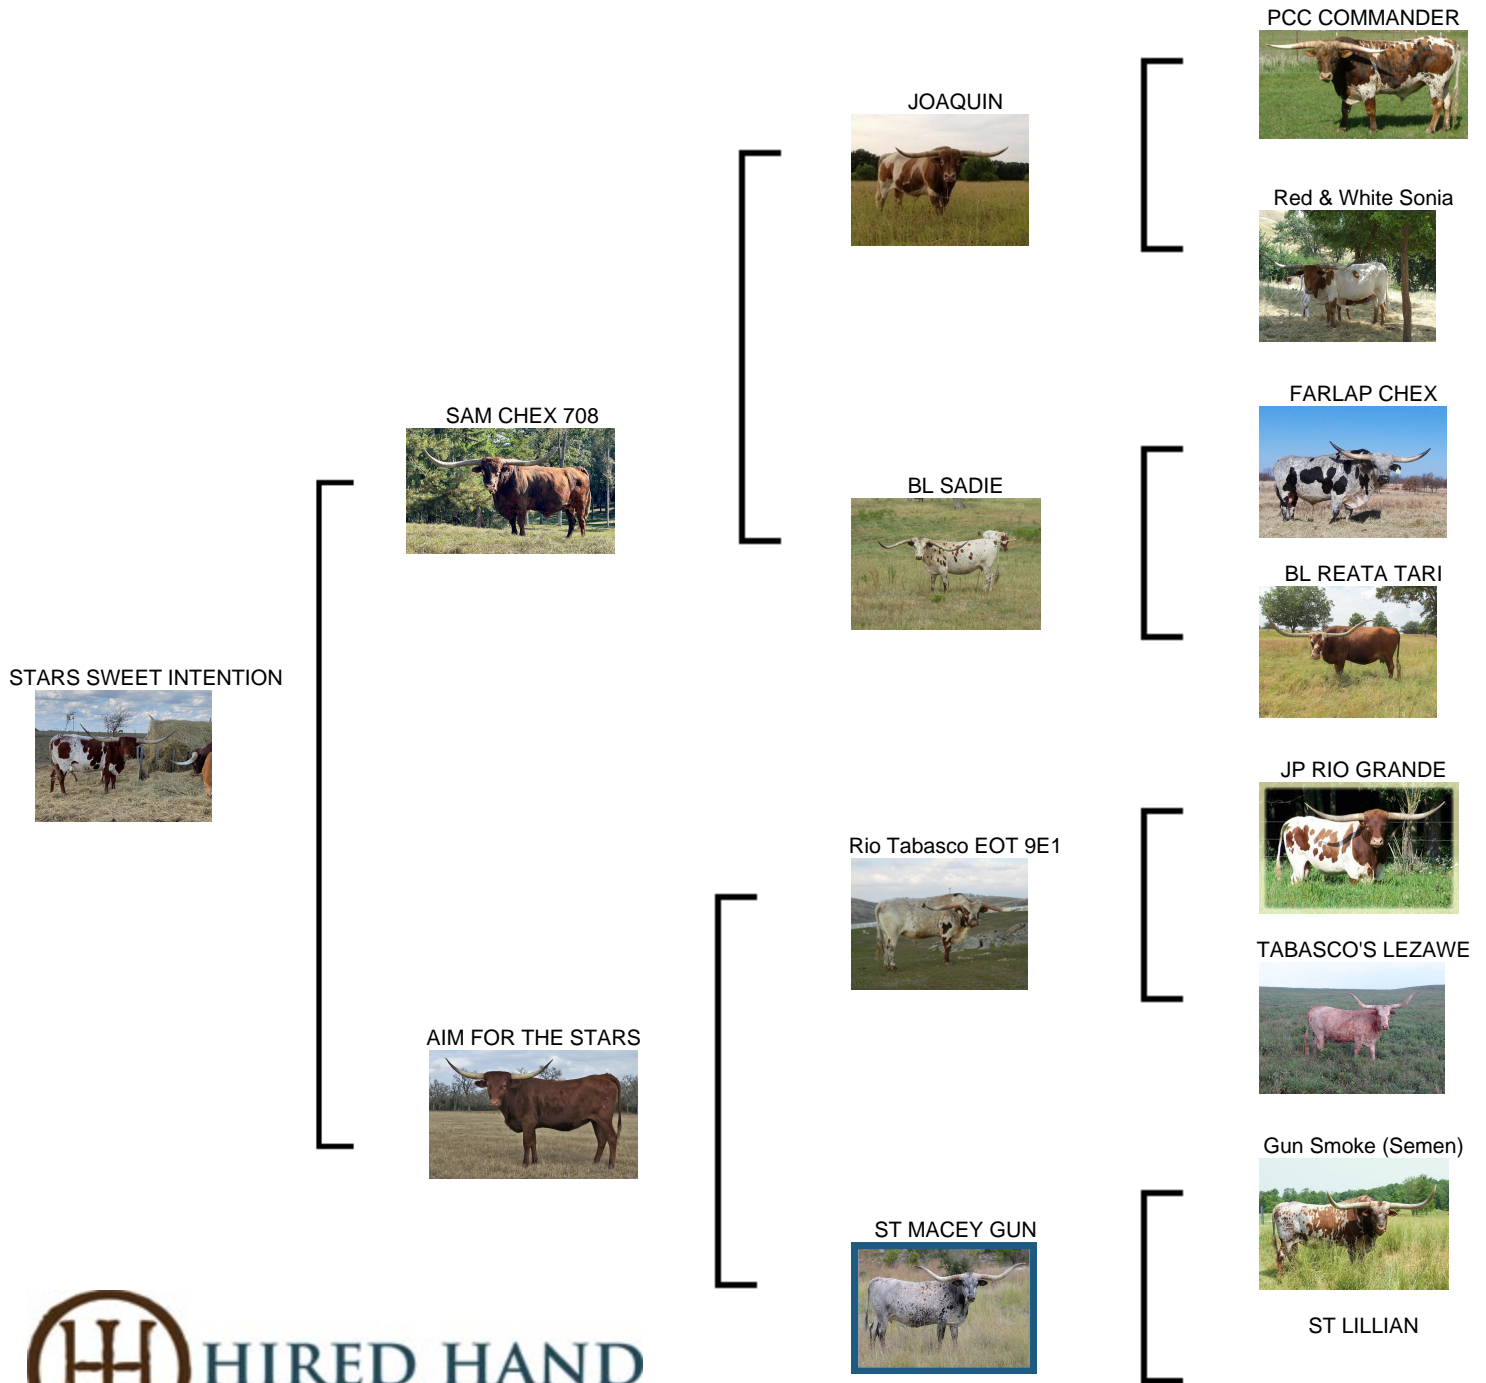 PCC COMMANDER
JOAQUIN
Red & White Sonia
FARLAP CHEX
SAM CHEX 708
BL SADIE
BL REATA TARI
STARS SWEET INTENTION
JP RIO GRANDE
Rio Tabasco EOT 9E1
TABASCO'S LEZAWE
AIM FOR THE STARS
Gun Smoke (Semen)
ST MACEY GUN
ST LILLIAN
HIRED HAND